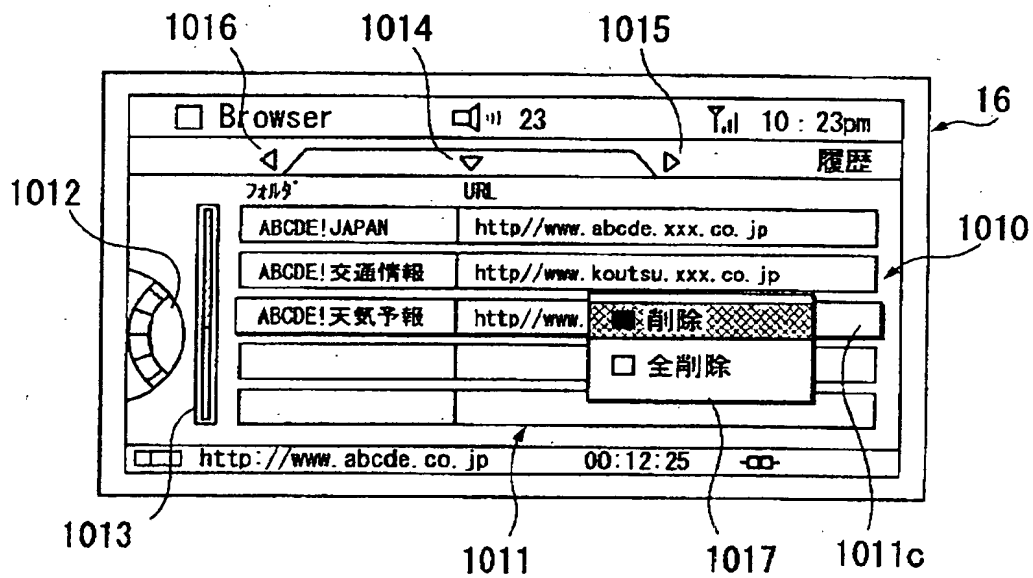 1016 1014 1015
16
Browser 23 10:23pm
履歴
1012
フォルダ URL
ABCDE!JAPAN http//www.abcde.xxx.co.jp
1010
ABCDE!交通情報 http//www.koutsu.xxx.co.jp
ABCDE!天気予報 http//www.
削除
全削除
http://www.abcde.co.jp 00:12:25
1013 1011 1017 1011c